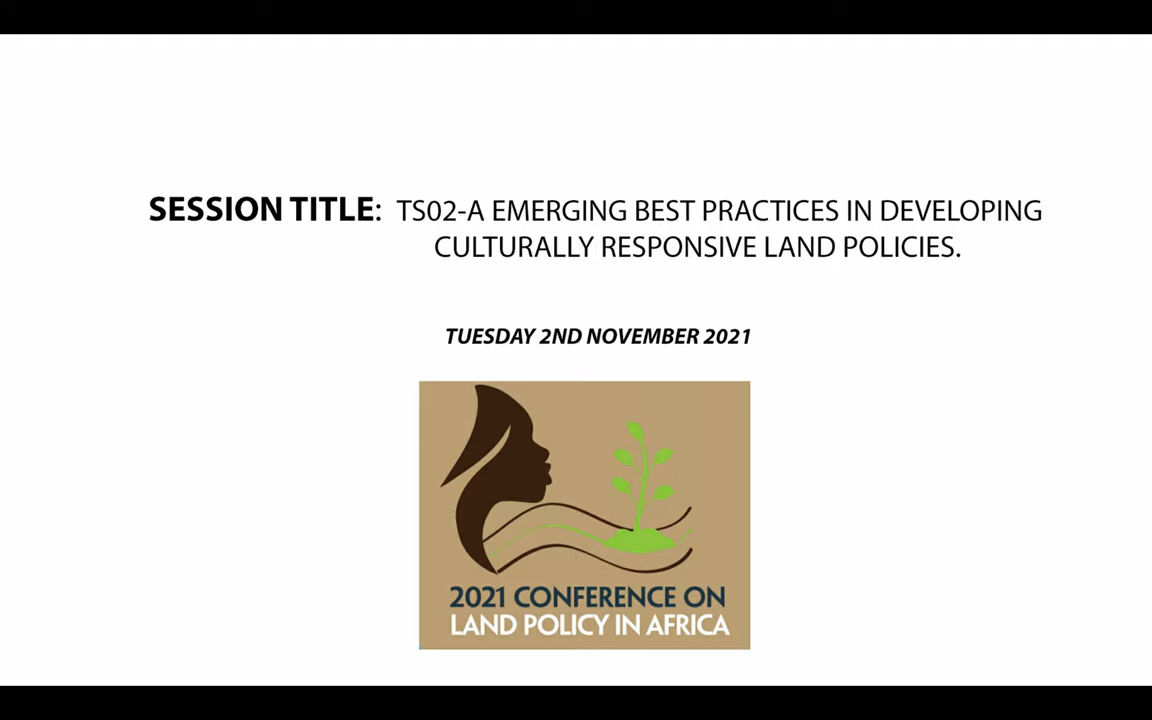 SESSION TITLE: TS02-A EMERGING BEST PRACTICES IN DEVELOPING
CULTURALLY RESPONSIVE LAND POLICIES.
TUESDAY 2ND NOVEMBER 2021
2021 CONFERENCE ON
LAND POLICY IN AFRICA